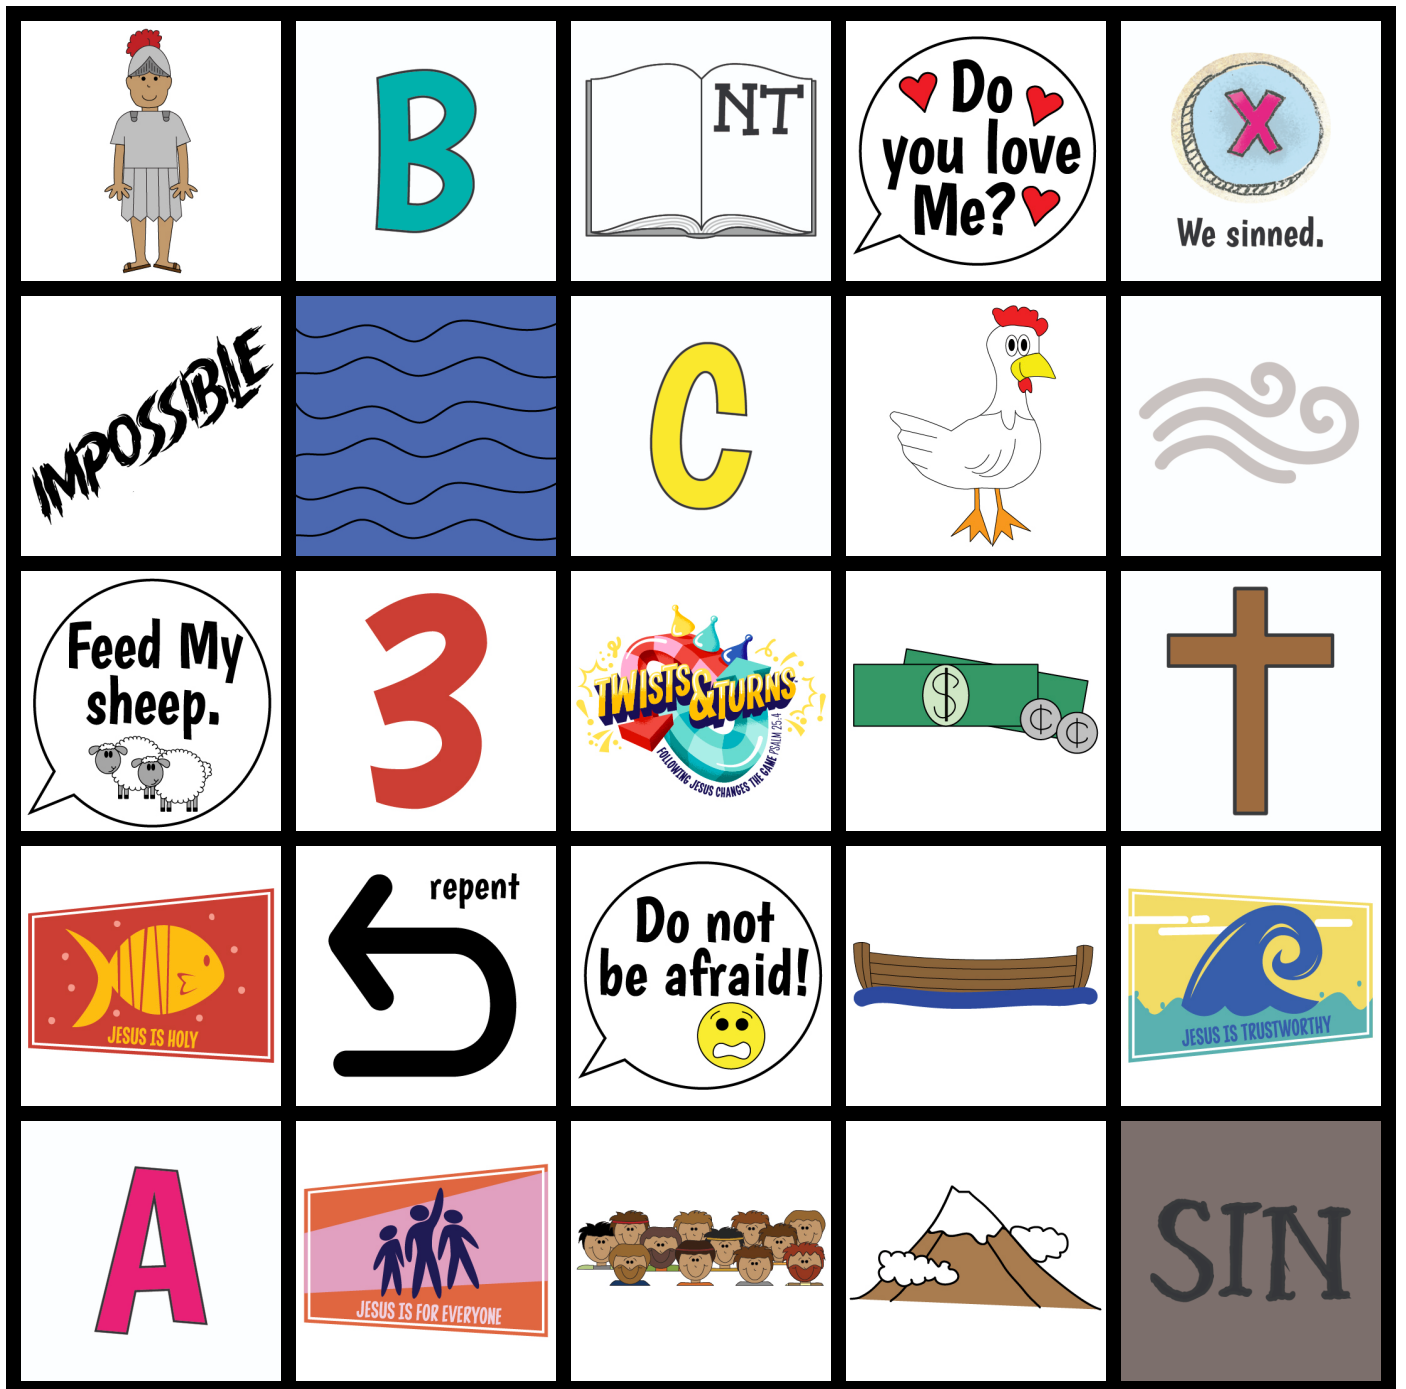 B
NT
Do
you love
Me?
X
We sinned.
IMPOSSIBLE
C
Feed My
sheep.
3
TWISTS
&TURNS
FOLLOWING JESUS CHANGES THE GAME PSALM 25:4
$
¢
¢
JESUS IS HOLY
repent
Do not
be afraid!
JESUS IS TRUSTWORTHY
A
JESUS IS FOR EVERYONE
SIN